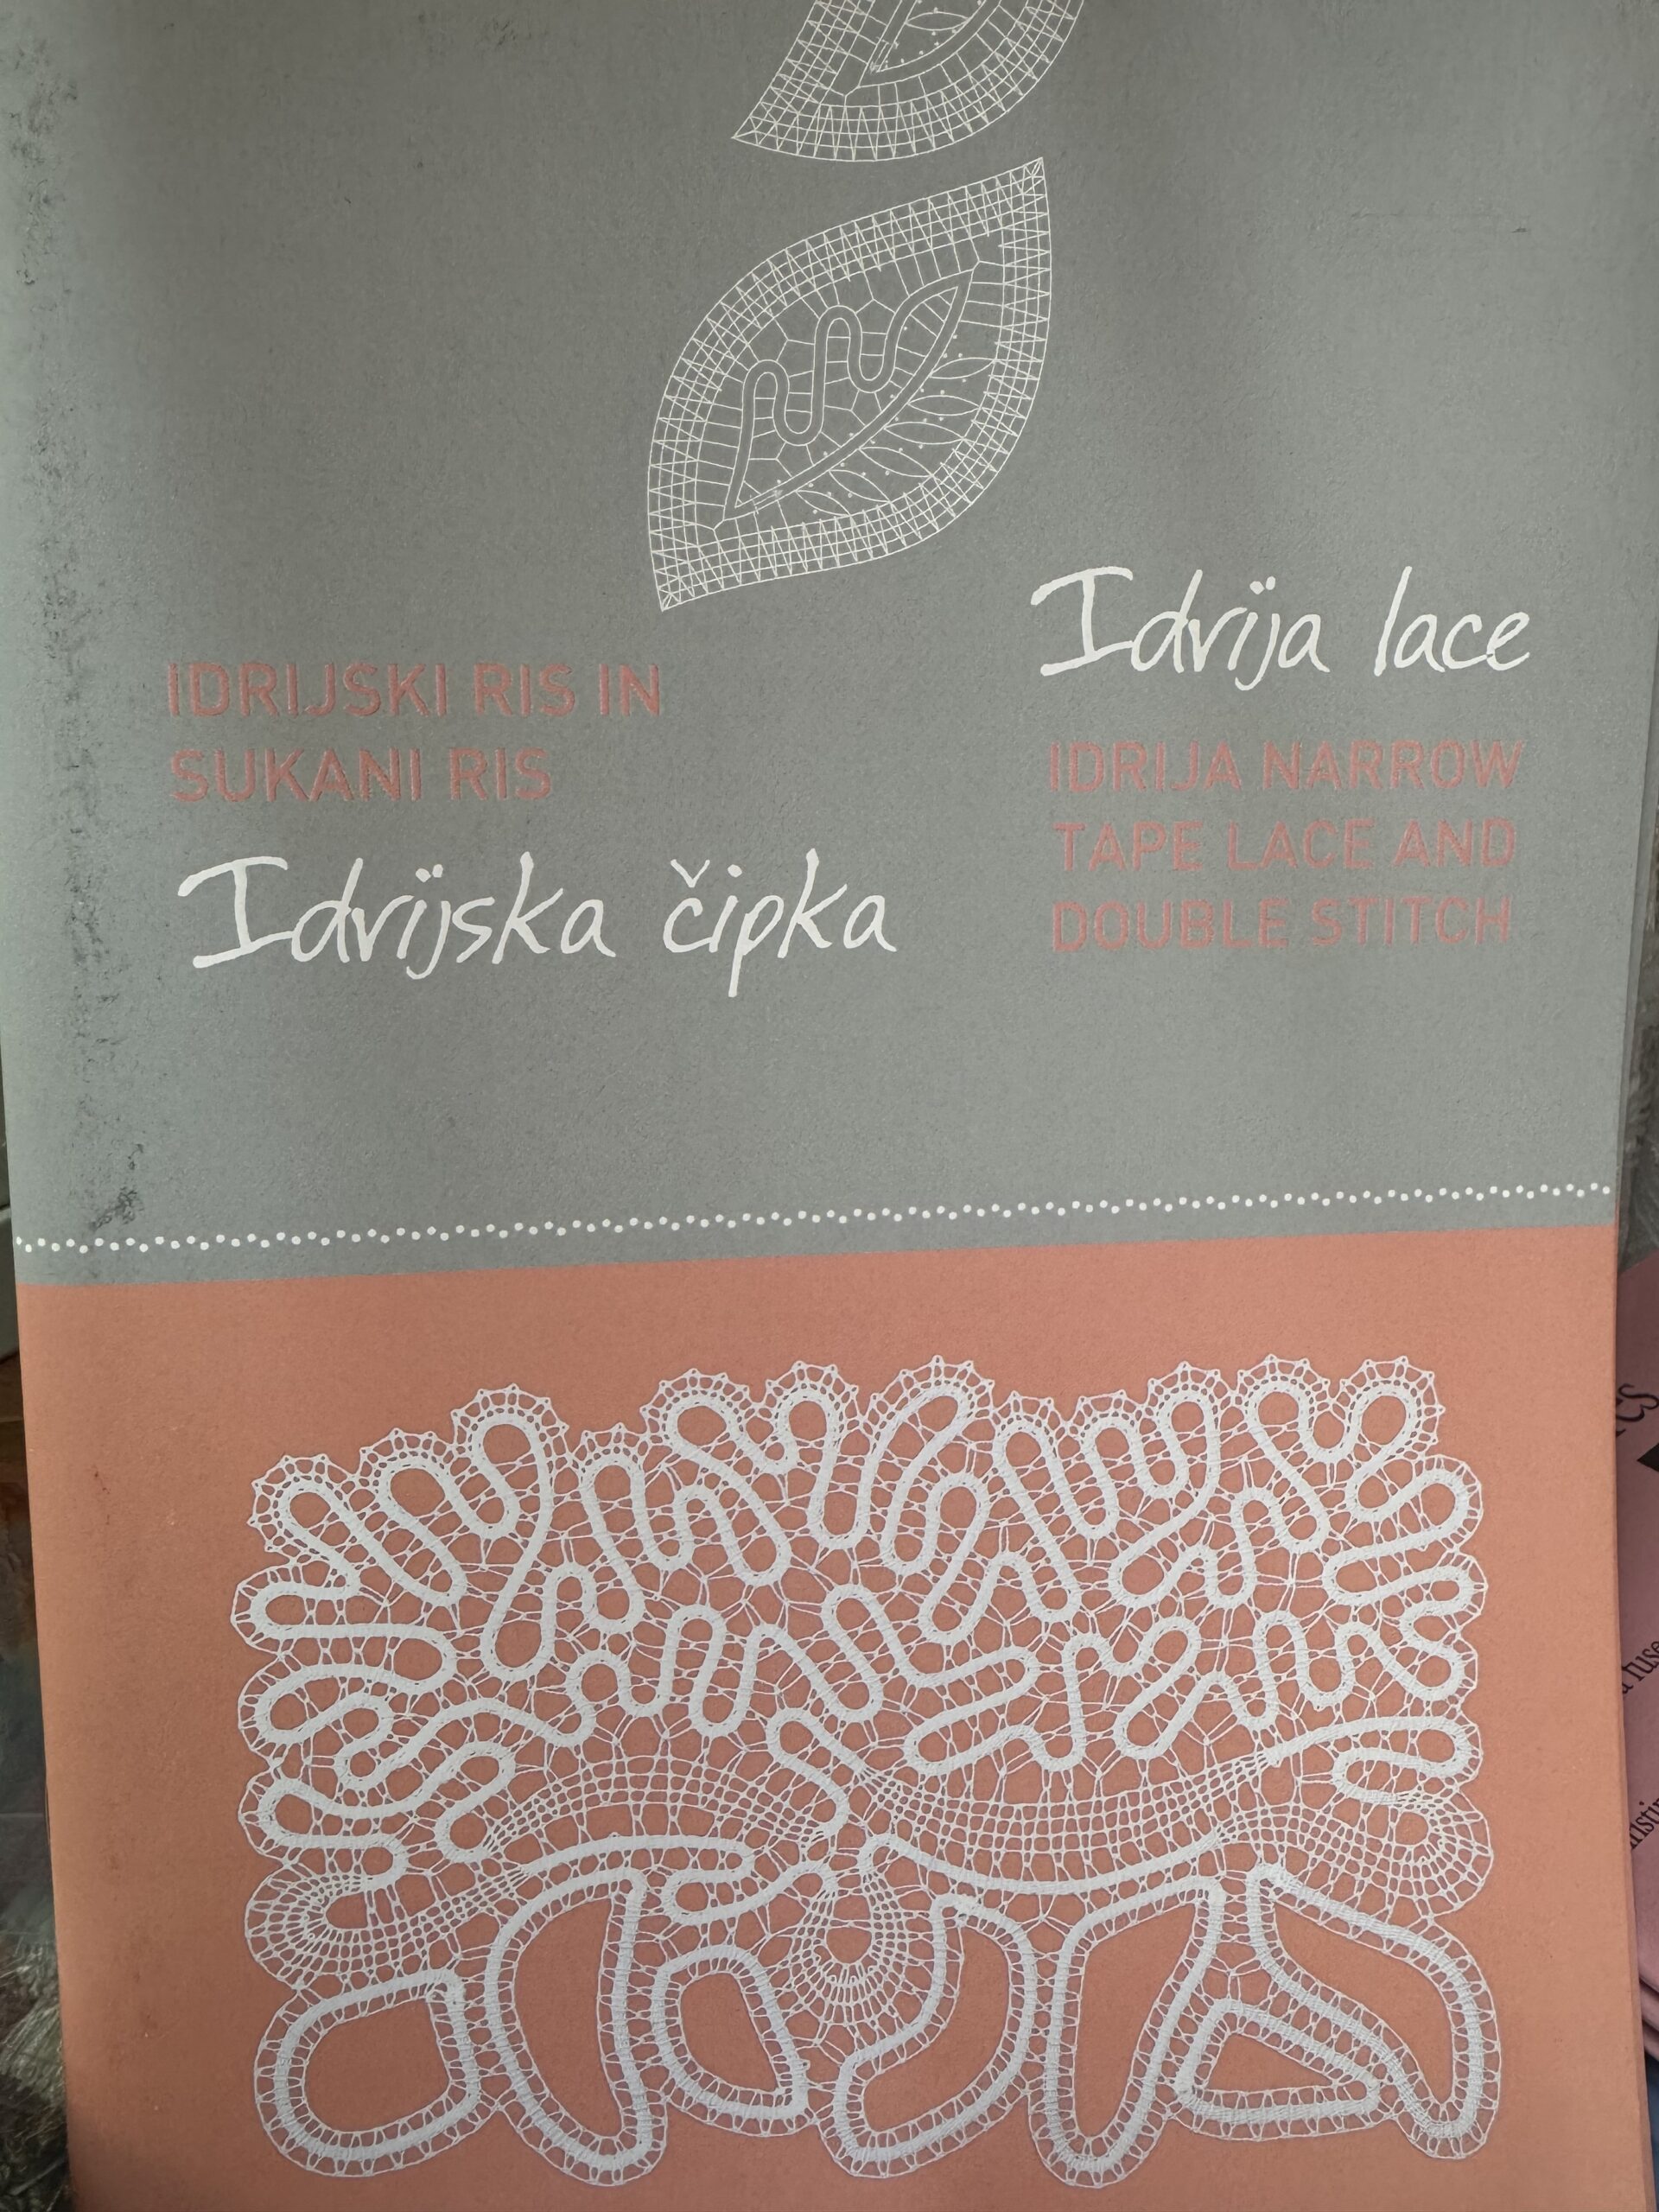 IDRIJSKI RIS IN
SUKANI RIS
Idrijska čipka
Idrija lace
IDRIJA NARROW
TAPE LACE AND
DOUBLE STITCH